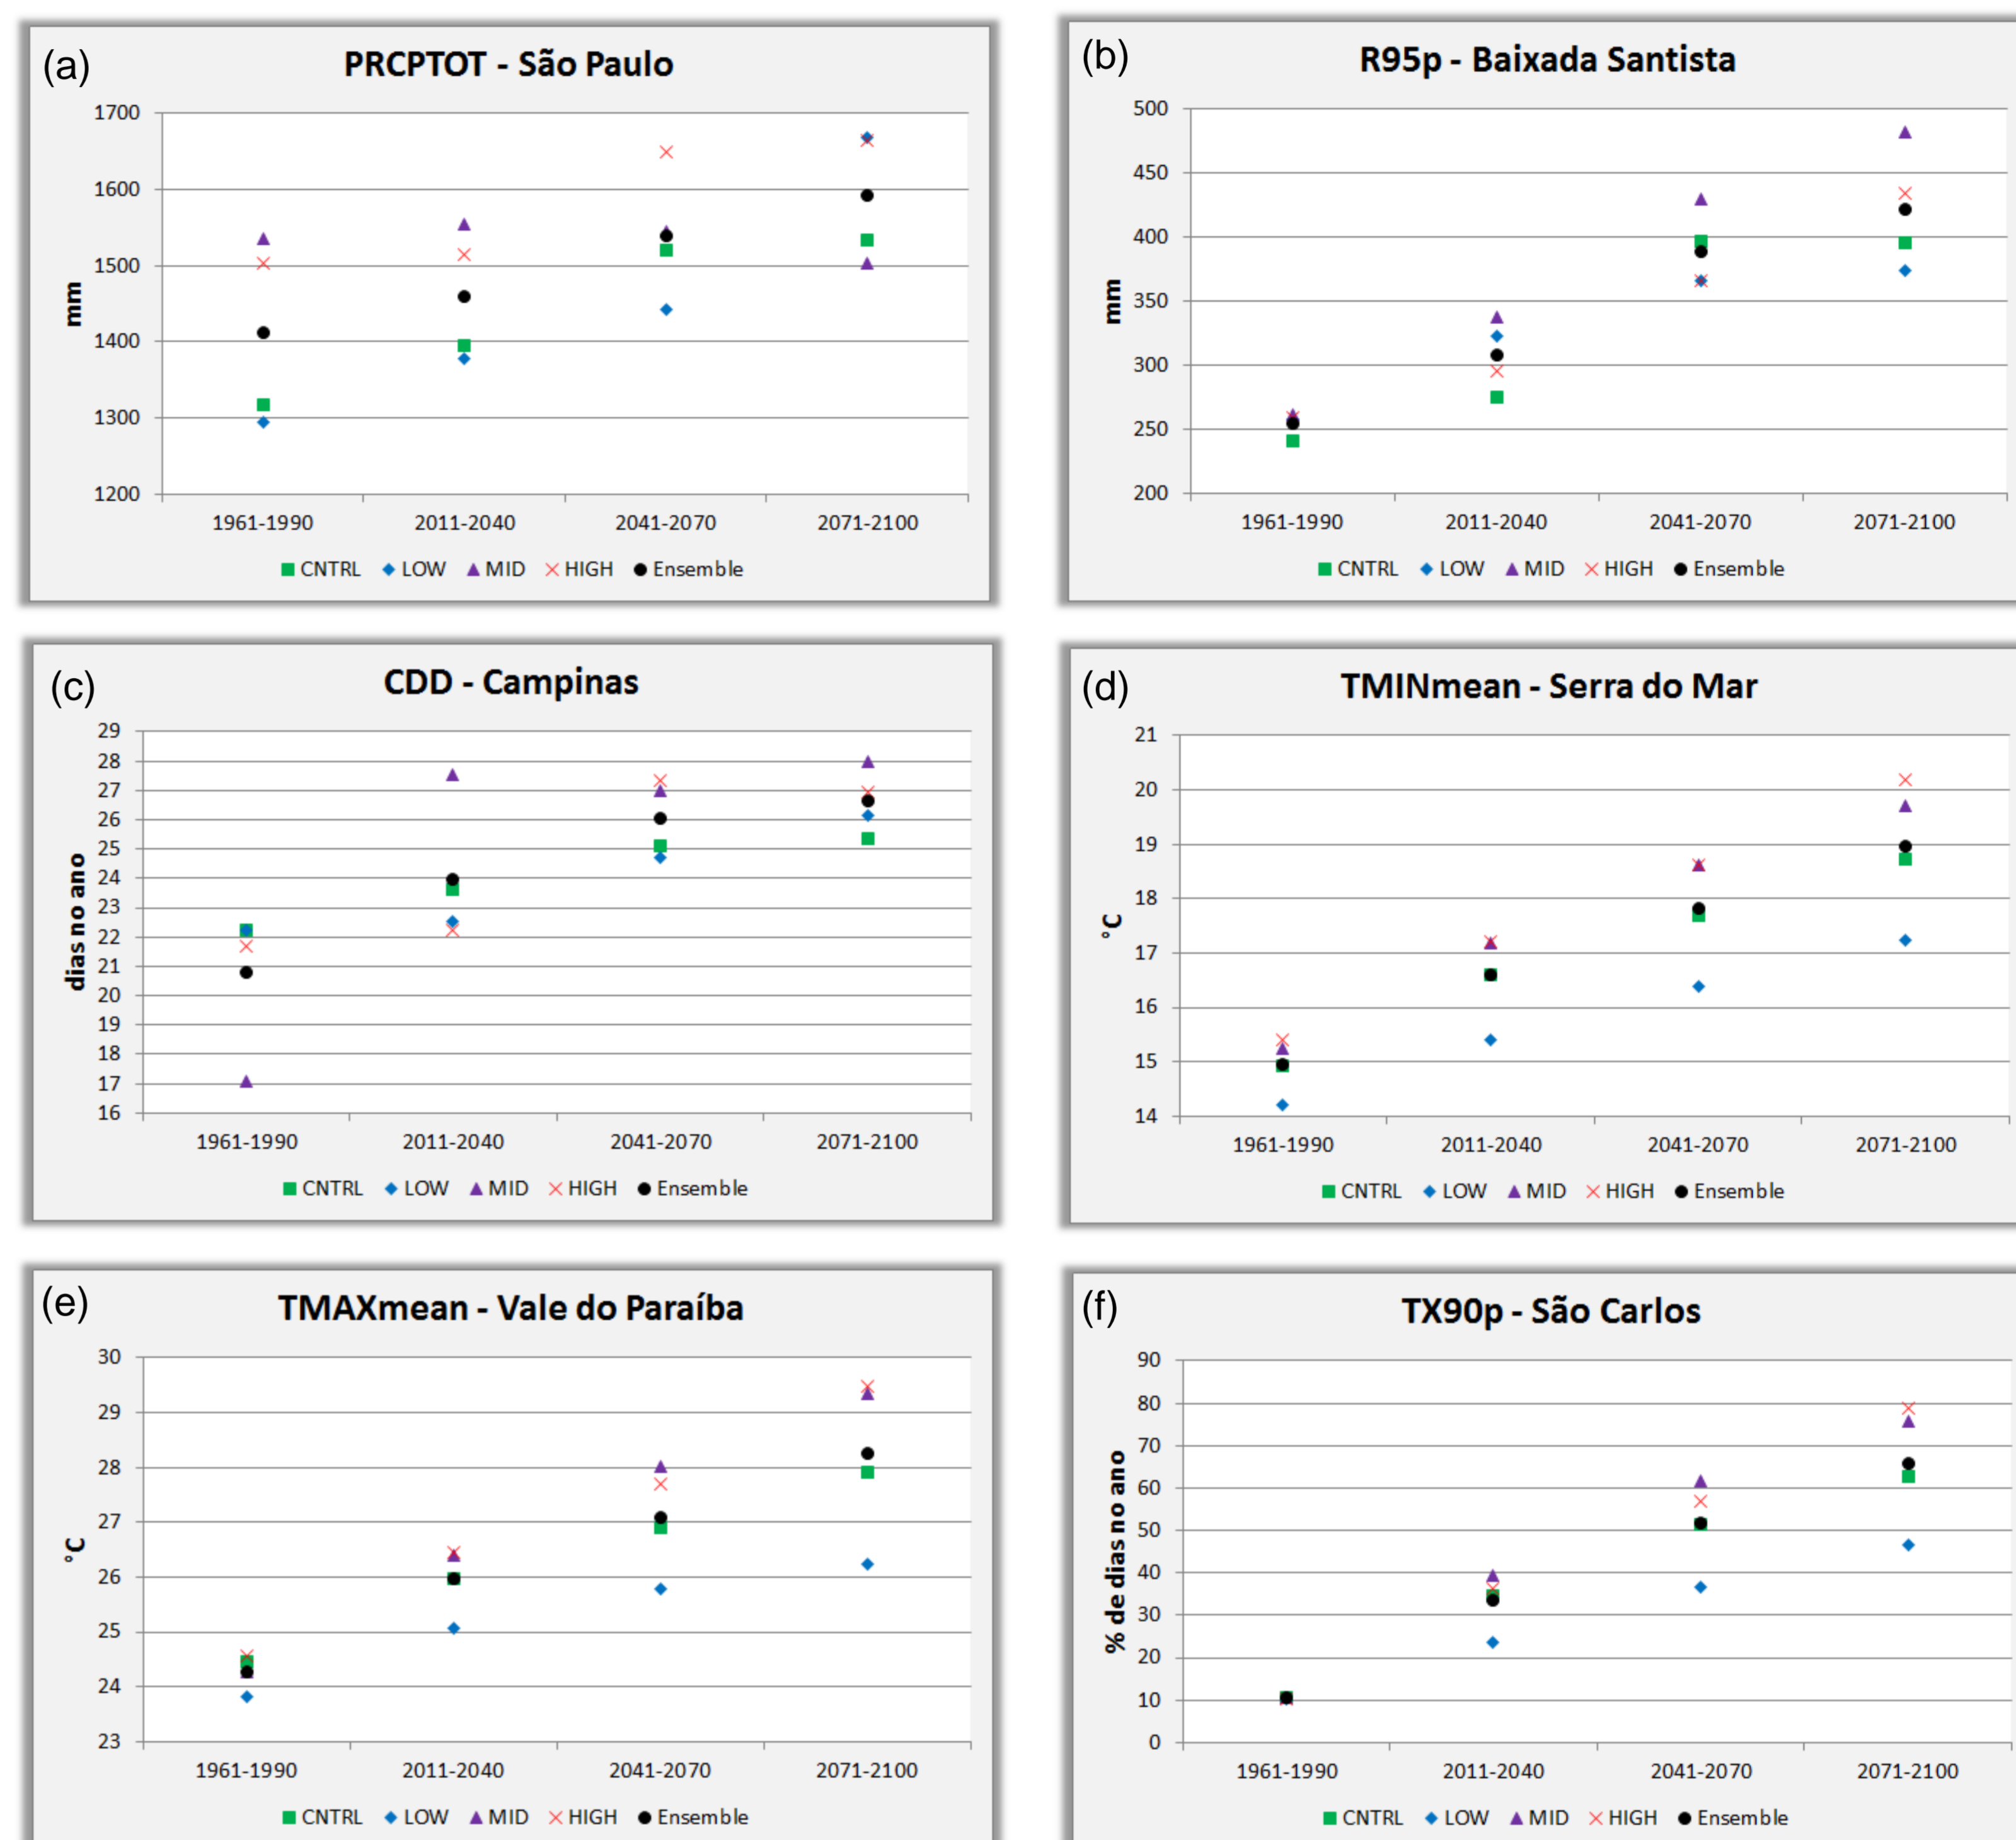 (a)
PRCPTOT - São Paulo
1700
1600
1500
1400
1300
1200
mm
1961-1990 2011-2040 2041-2070 2071-2100
CNTRL LOW MID HIGH Ensemble
(b)
R95p - Baixada Santista
500
450
400
350
300
250
200
mm
1961-1990 2011-2040 2041-2070 2071-2100
CNTRL LOW MID HIGH Ensemble
(c)
CDD - Campinas
29
28
27
26
25
24
23
22
21
20
19
18
17
16
dias no ano
1961-1990 2011-2040 2041-2070 2071-2100
CNTRL LOW MID HIGH Ensemble
(d)
TMINmean - Serra do Mar
21
20
19
18
17
16
15
14
°C
1961-1990 2011-2040 2041-2070 2071-2100
CNTRL LOW MID HIGH Ensemble
(e)
TMAXmean - Vale do Paraíba
30
29
28
27
26
25
24
23
°C
1961-1990 2011-2040 2041-2070 2071-2100
CNTRL LOW MID HIGH Ensemble
(f)
TX90p - São Carlos
90
80
70
60
50
40
30
20
10
0
% de dias no ano
1961-1990 2011-2040 2041-2070 2071-2100
CNTRL LOW MID HIGH Ensemble